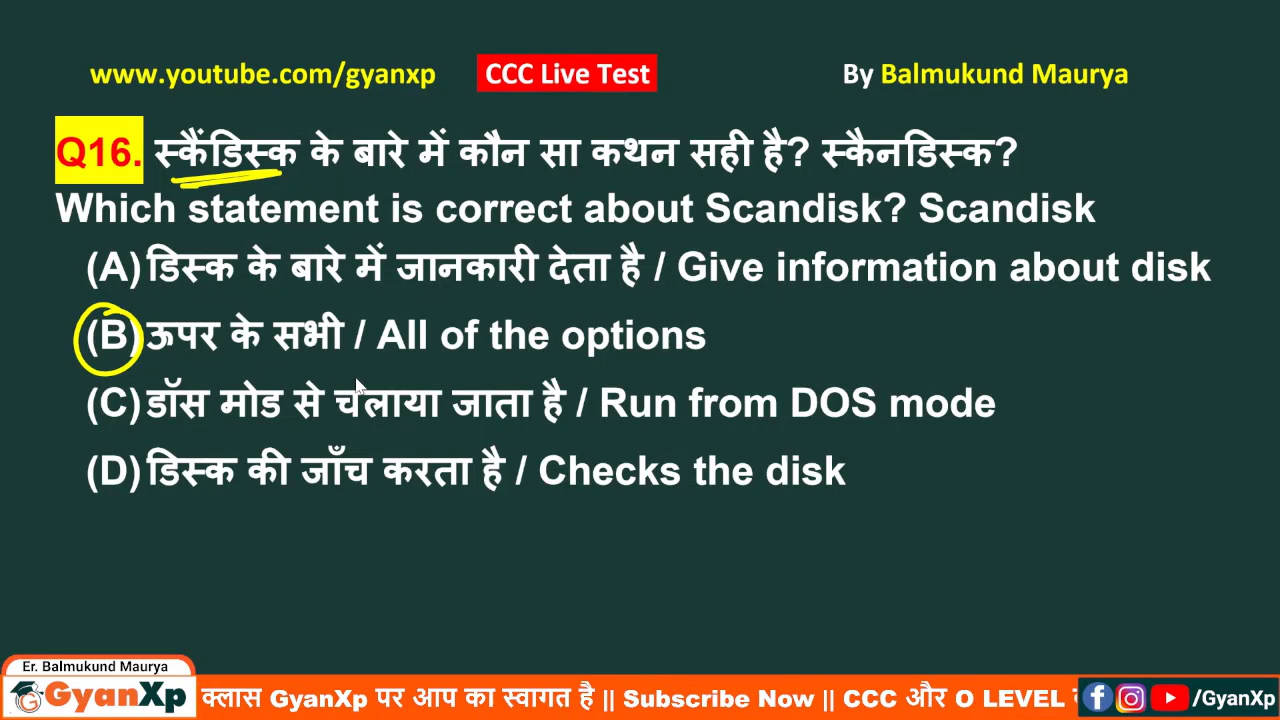 www.youtube.com/gyanxp
CCC Live Test
By Balmukund Maurya
Q16. स्कैंडिस्क के बारे में कौन सा कथन सही है? स्कैनडिस्क?
Which statement is correct about Scandisk? Scandisk
(A) डिस्क के बारे में जानकारी देता है / Give information about disk
(B) ऊपर के सभी / All of the options
(C) डॉस मोड से चलाया जाता है / Run from DOS mode
(D) डिस्क की जाँच करता है / Checks the disk
Er. Balmukund Maurya
GyanXp
क्लास GyanXp पर आप का स्वागत है || Subscribe Now || CCC और O LEVEL
/GyanXp